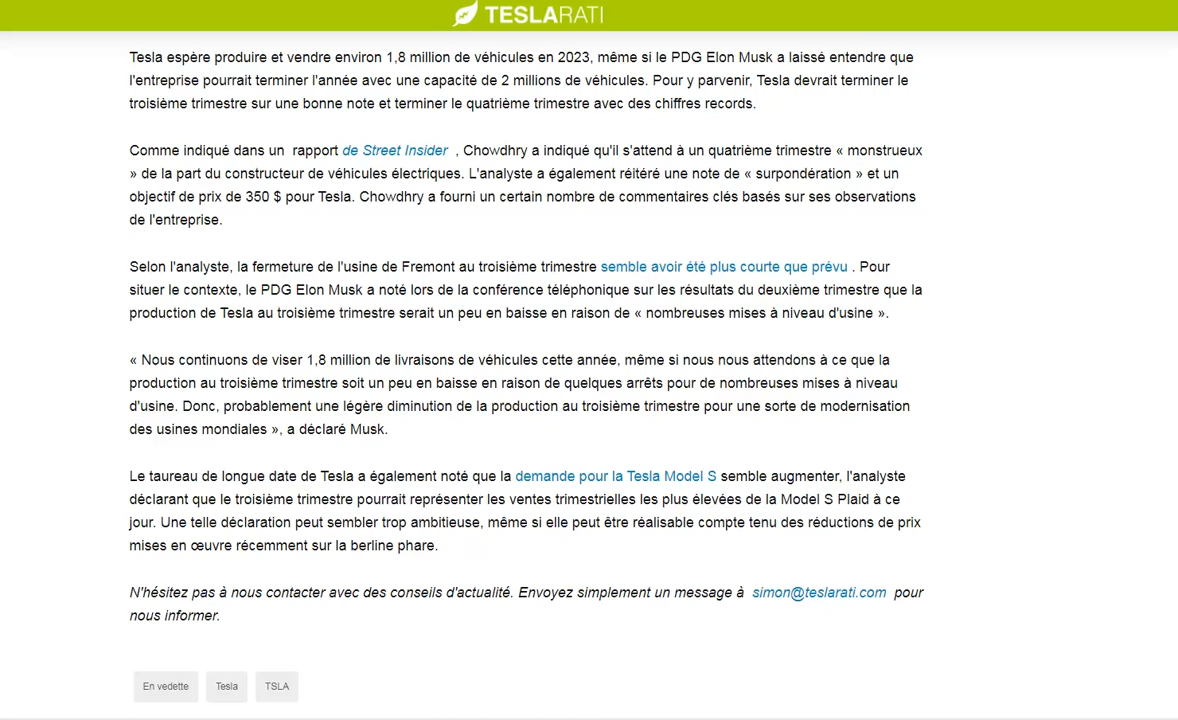 TESLARATI
Tesla espère produire et vendre environ 1,8 million de véhicules en 2023, même si le PDG Elon Musk a laissé entendre que
l'entreprise pourrait terminer l'année avec une capacité de 2 millions de véhicules. Pour y parvenir, Tesla devrait terminer le
troisième trimestre sur une bonne note et terminer le quatrième trimestre avec des chiffres records.
Comme indiqué dans un rapport de Street Insider , Chowdhry a indiqué qu'il s'attend à un quatrième trimestre « monstrueux
» de la part du constructeur de véhicules électriques. L'analyste a également réitéré une note de « surpondération » et un
objectif de prix de 350 $ pour Tesla. Chowdhry a fourni un certain nombre de commentaires clés basés sur ses observations
de l'entreprise.
Selon l'analyste, la fermeture de l'usine de Fremont au troisième trimestre semble avoir été plus courte que prévu . Pour
situer le contexte, le PDG Elon Musk a noté lors de la conférence téléphonique sur les résultats du deuxième trimestre que la
production de Tesla au troisième trimestre serait un peu en baisse en raison de « nombreuses mises à niveau d'usine ».
« Nous continuons de viser 1,8 million de livraisons de véhicules cette année, même si nous nous attendons à ce que la
production au troisième trimestre soit un peu en baisse en raison de quelques arrêts pour de nombreuses mises à niveau
d'usine. Donc, probablement une légère diminution de la production au troisième trimestre pour une sorte de modernisation
des usines mondiales », a déclaré Musk.
Le taureau de longue date de Tesla a également noté que la demande pour la Tesla Model S semble augmenter, l'analyste
déclarant que le troisième trimestre pourrait représenter les ventes trimestrielles les plus élevées de la Model S Plaid à ce
jour. Une telle déclaration peut sembler trop ambitieuse, même si elle peut être réalisable compte tenu des réductions de prix
mises en œuvre récemment sur la berline phare.
N'hésitez pas à nous contacter avec des conseils d'actualité. Envoyez simplement un message à simon@teslarati.com pour
nous informer.
En vedette Tesla TSLA